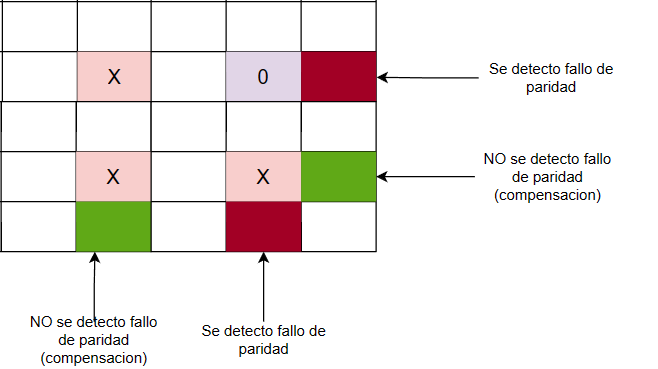 X
0
Se detecto fallo de
paridad
X
X
NO se detecto fallo
de paridad
(compensacion)
NO se detecto fallo
de paridad
(compensacion)
Se detecto fallo de
paridad